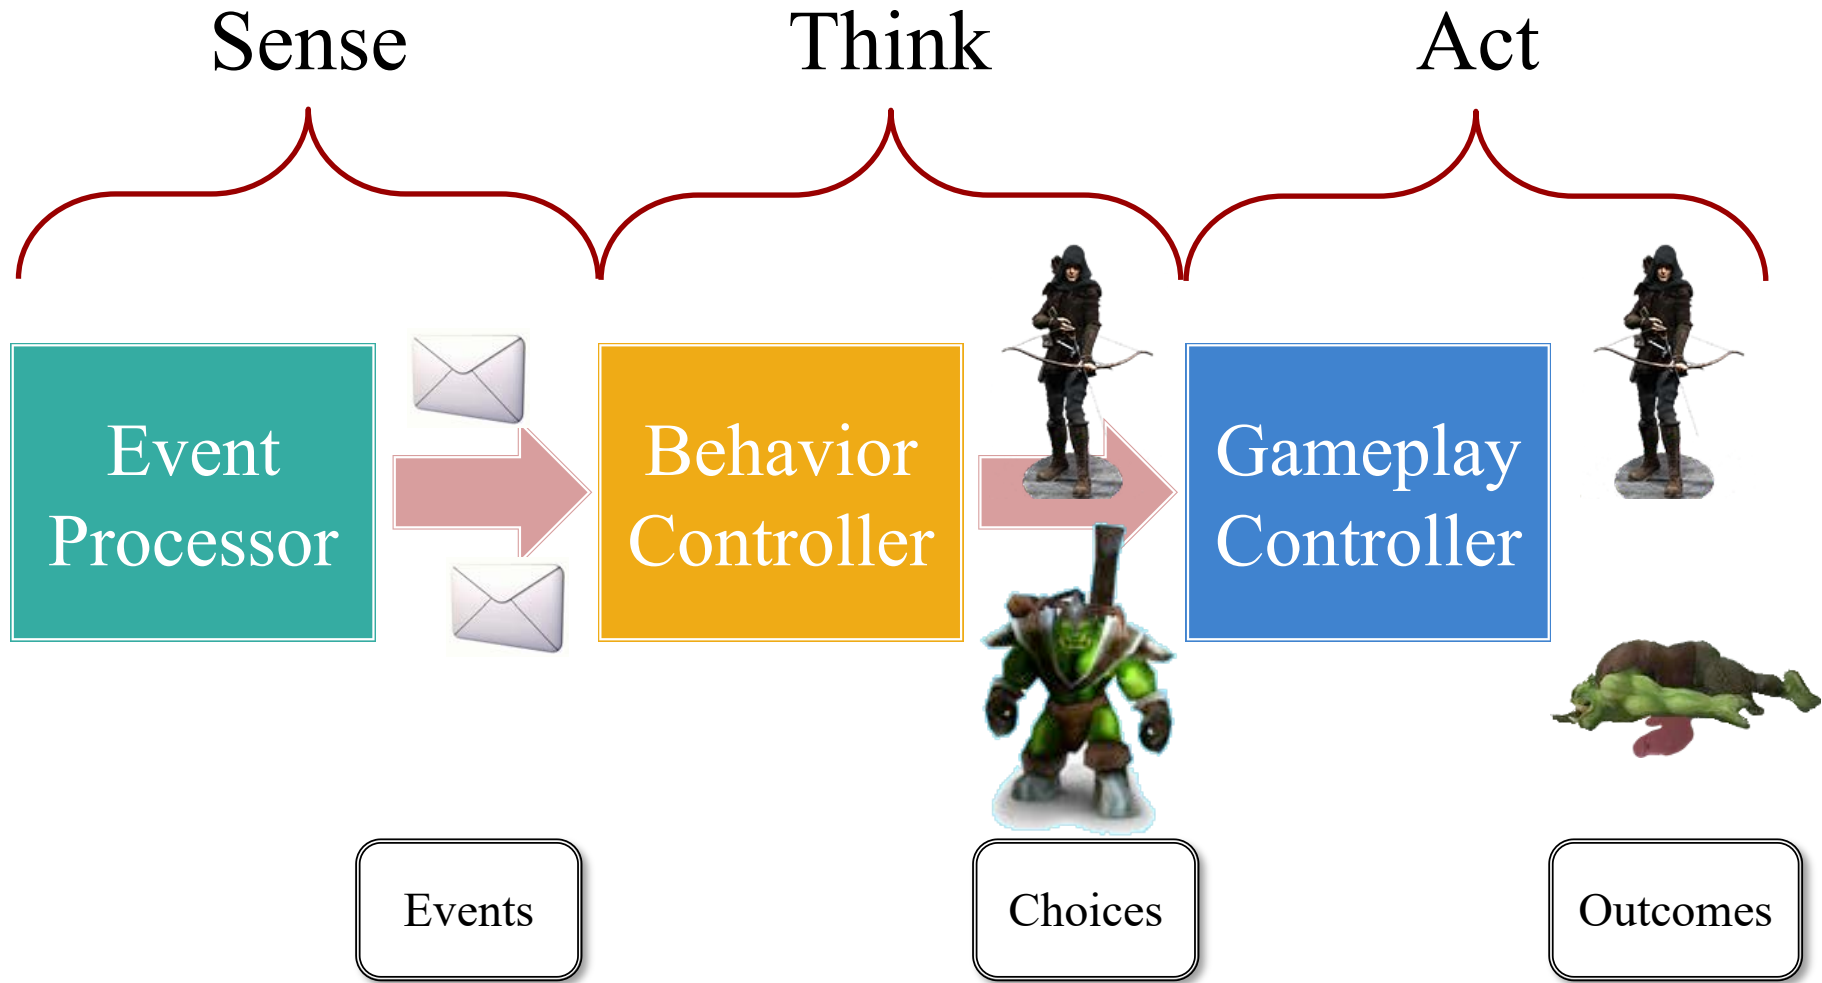 Sense
Think
Act
Event
Processor
Behavior
Controller
Gameplay
Controller
Events
Choices
Outcomes